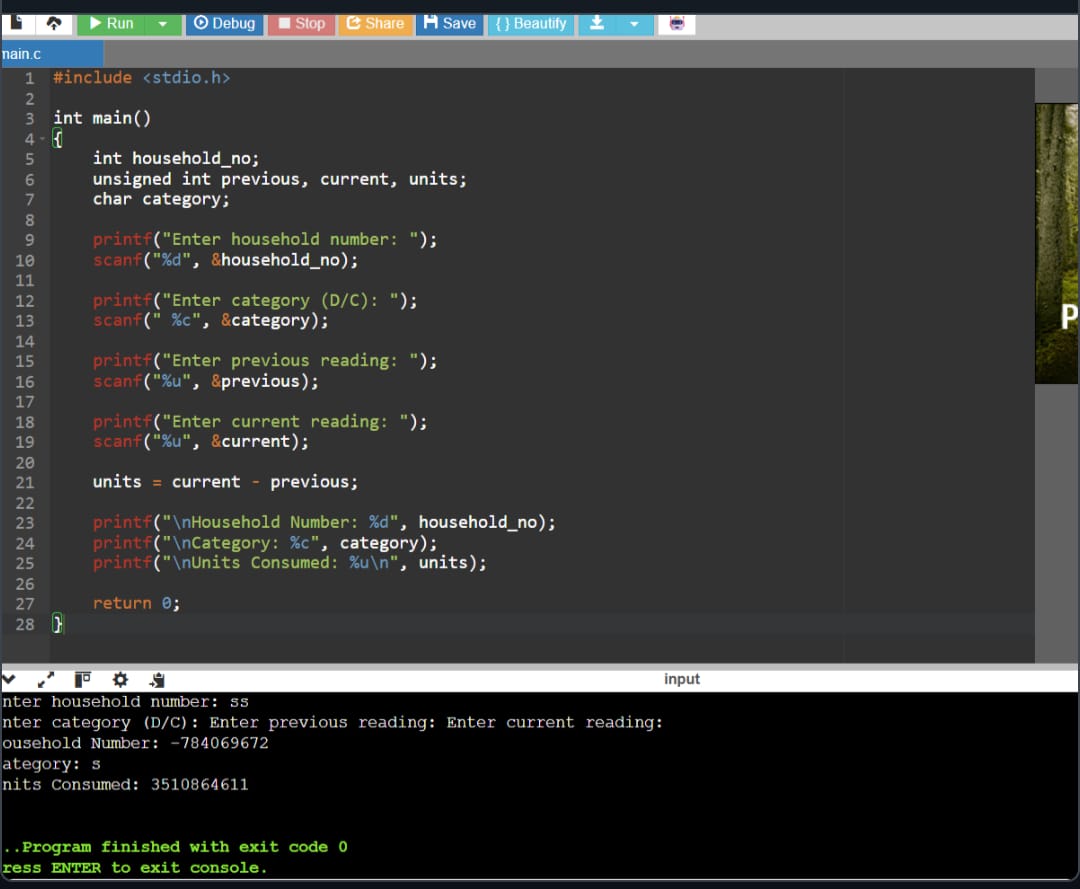 Run Debug Stop Share Save { } Beautify
main.c
1 #include <stdio.h>
2
3 int main()
4 {
5     int household_no;
6     unsigned int previous, current, units;
7     char category;
8
9     printf("Enter household number: ");
10     scanf("%d", &household_no);
11
12     printf("Enter category (D/C): ");
13     scanf(" %c", &category);
14
15     printf("Enter previous reading: ");
16     scanf("%u", &previous);
17
18     printf("Enter current reading: ");
19     scanf("%u", &current);
20
21     units = current - previous;
22
23     printf("\nHousehold Number: %d", household_no);
24     printf("\nCategory: %c", category);
25     printf("\nUnits Consumed: %u\n", units);
26
27     return 0;
28 }
P
input
nter household number: ss
nter category (D/C): Enter previous reading: Enter current reading:
ousehold Number: -784069672
ategory: s
nits Consumed: 3510864611
..Program finished with exit code 0
ress ENTER to exit console.